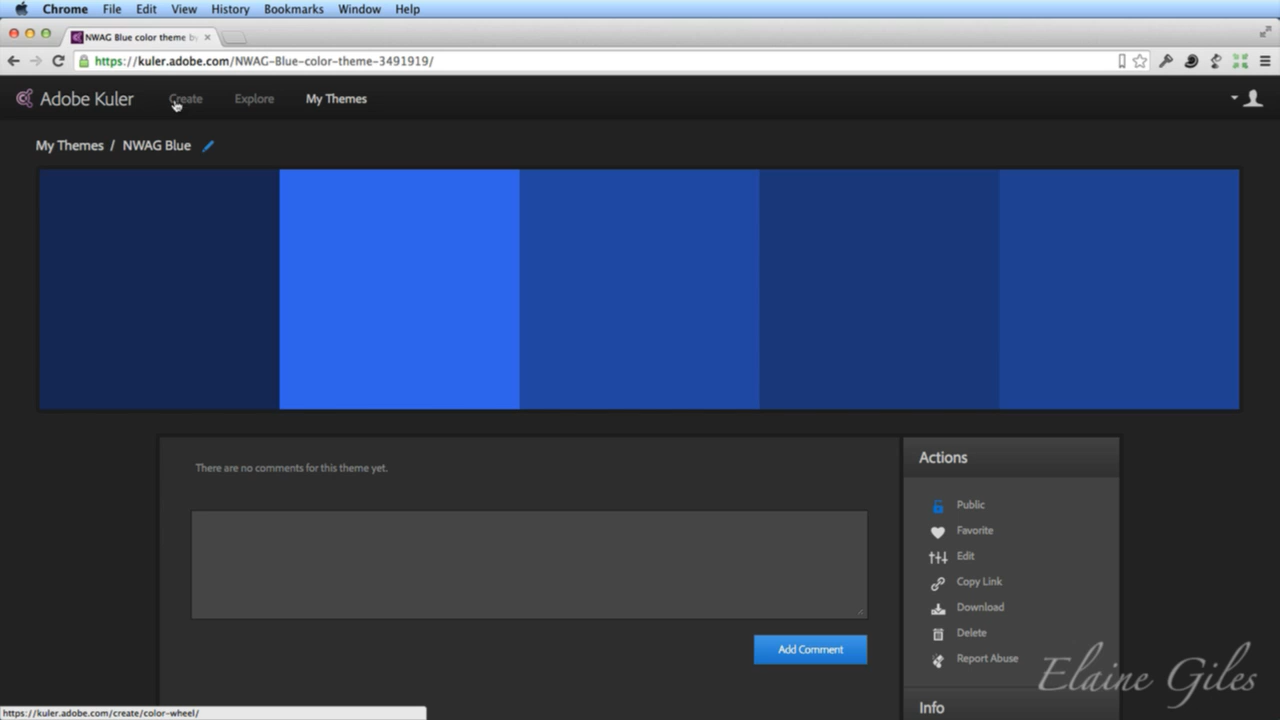 Chrome File Edit View History Bookmarks Window Help
NWAG Blue color theme by
https://kuler.adobe.com/NWAG-Blue-color-theme-3491919/
Adobe Kuler Create Explore My Themes
My Themes / NWAG Blue
There are no comments for this theme yet.
Add Comment
Actions
Public
Favorite
Edit
Copy Link
Download
Delete
Report Abuse
Info
Elaine Giles
https://kuler.adobe.com/create/color-wheel/